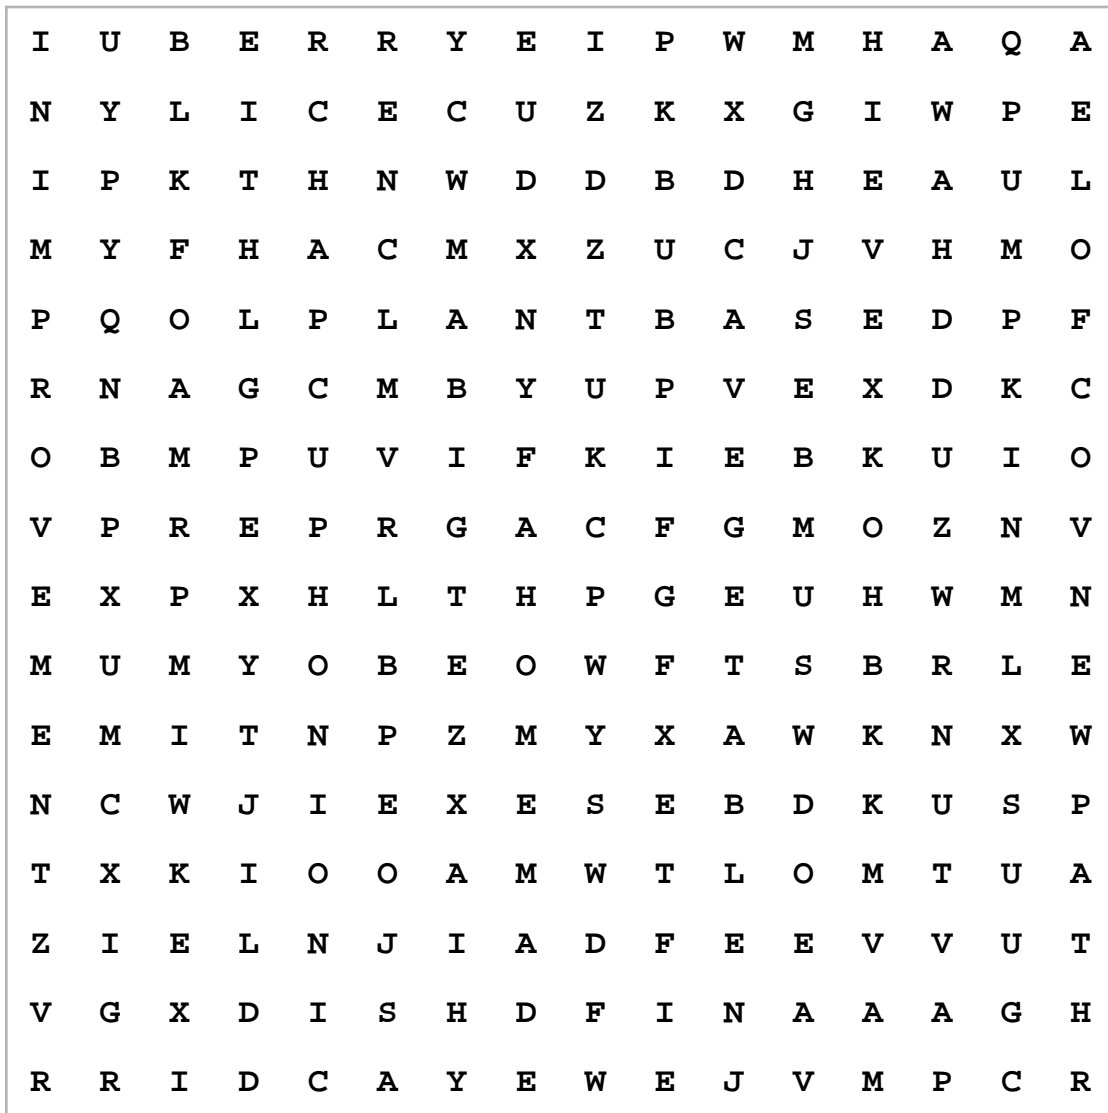 I U B E R R Y E I P W M H A Q A
N Y L I C E C U Z K X G I W P E
I P K T H N W D D B D H E A U L
M Y F H A C M X Z U C J V H M O
P Q O L P L A N T B A S E D P F
R N A G C M B Y U P V E X D K C
O B M P U V I F K I E B K U I O
V P R E P R G A C F G M O Z N V
E X P X H L T H P G E U H W M N
M U M Y O B E O W F T S B R L E
E M I T N P Z M Y X A W K N X W
N C W J I E X E S E B D K U S P
T X K I O O A M W T L O M T U A
Z I E L N J I A D F E E V V U T
V G X D I S H D F I N A A A G H
R R I D C A Y E W E J V M P C R